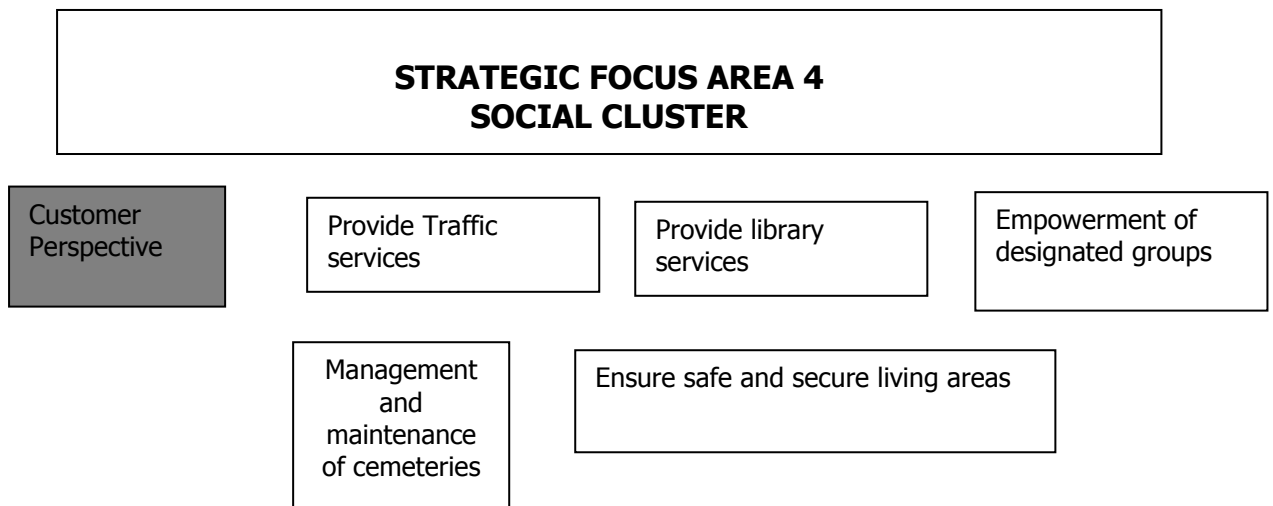 STRATEGIC FOCUS AREA 4
SOCIAL CLUSTER
Customer
Perspective
Provide Traffic
services
Provide library
services
Empowerment of
designated groups
Management
and
maintenance
of cemeteries
Ensure safe and secure living areas